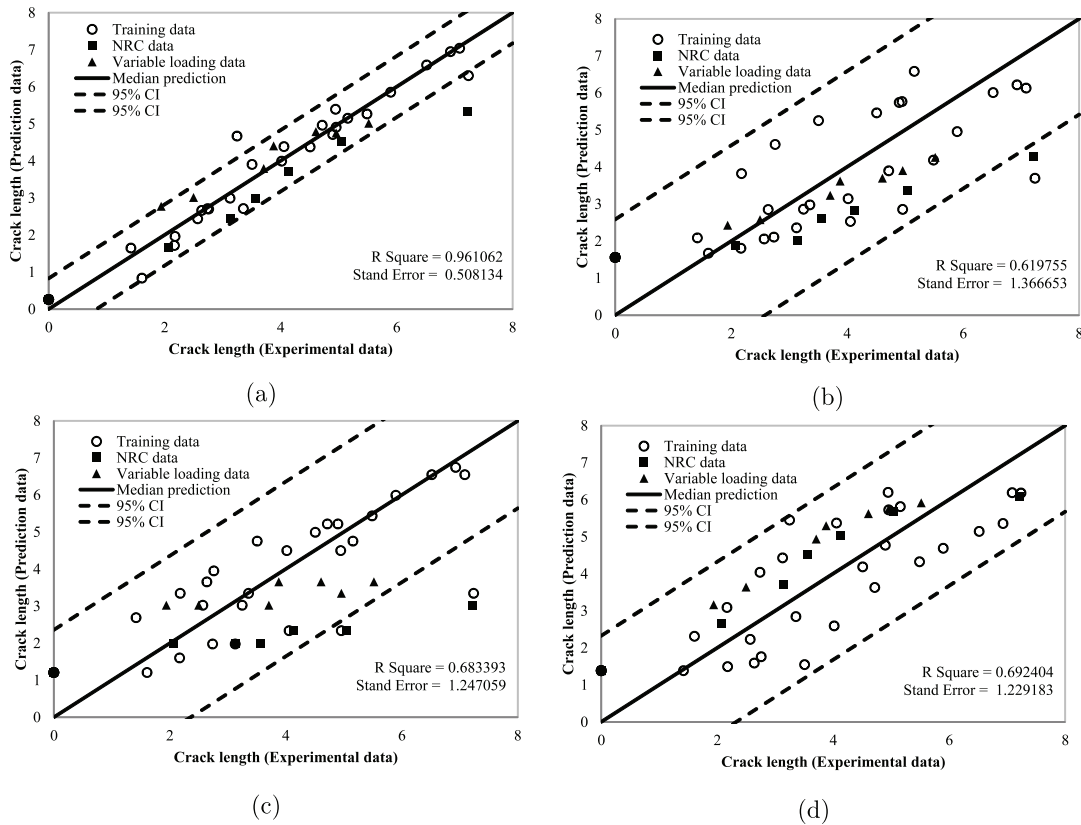 8
7
6
5
4
3
2
1
0
Crack length (Prediction data)
Training data
NRC data
Variable loading data
Median prediction
95% CI
95% CI
R Square = 0.961062
Stand Error = 0.508134
0 2 4 6 8
Crack length (Experimental data)
(a)
8
7
6
5
4
3
2
1
0
Crack length (Prediction data)
Training data
NRC data
Variable loading data
Median prediction
95% CI
95% CI
R Square = 0.619755
Stand Error = 1.366653
0 2 4 6 8
Crack length (Experimental data)
(b)
8
7
6
5
4
3
2
1
0
Crack length (Prediction data)
Training data
NRC data
Variable loading data
Median prediction
95% CI
95% CI
R Square = 0.683393
Stand Error = 1.247059
0 2 4 6 8
Crack length (Experimental data)
(c)
8
7
6
5
4
3
2
1
0
Crack length (Prediction data)
Training data
NRC data
Variable loading data
Median prediction
95% CI
95% CI
R Square = 0.692404
Stand Error = 1.229183
0 2 4 6 8
Crack length (Experimental data)
(d)